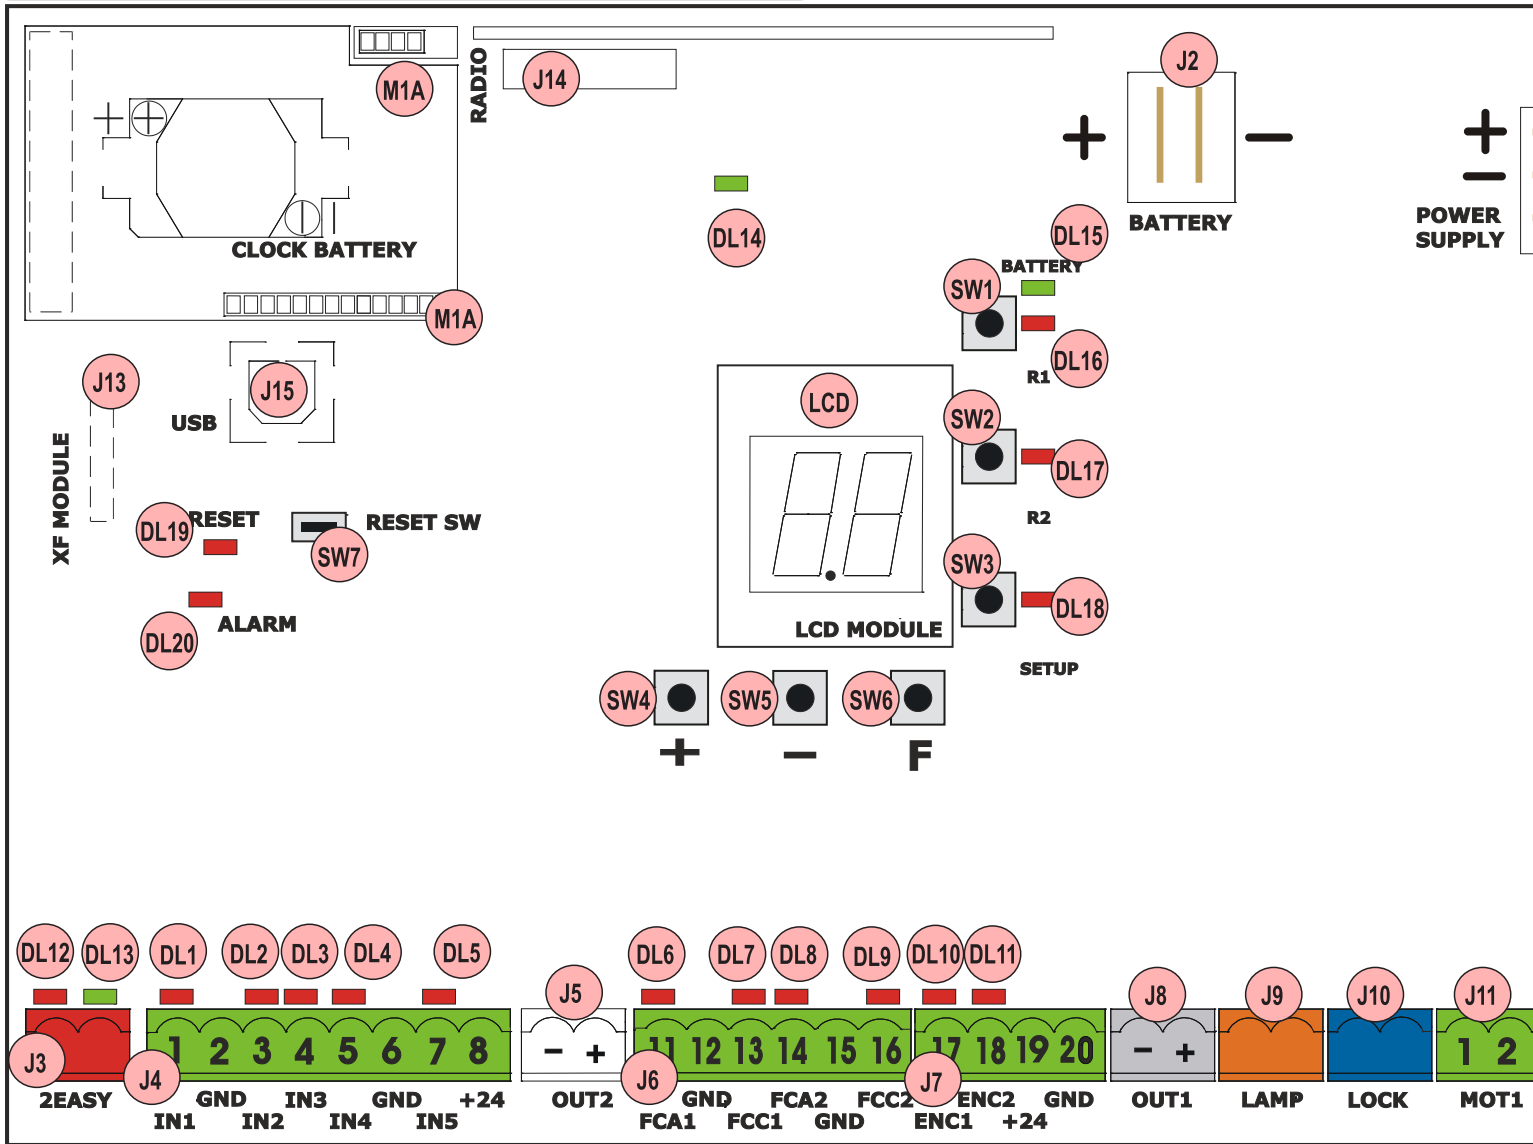 M1A
RADIO
J14
J2
+ -
+
-
BATTERY
POWER
SUPPLY
+ +
- CLOCK BATTERY
M1A
DL14
DL15
BATTERY
SW1
DL16
R1
J13
J15
USB
XF MODULE
LCD
SW2
DL17
R2
DL19
RESET
RESET SW
SW7
SW3
DL18
LCD MODULE
SETUP
ALARM
DL20
SW4 SW5 SW6
+ - F
DL12 DL13 DL1 DL2 DL3 DL4 DL5 DL6 DL7 DL8 DL9 DL10 DL11
J5 J8 J9 J10 J11
1 2 3 4 5 6 7 8 - + 11 12 13 14 15 16 17 18 19 20 - + 1 2
J3 J4 J6 J7
2EASY GND IN3 GND +24 OUT2 GND FCA2 FCC2 ENC2 GND OUT1 LAMP LOCK MOT1
IN1 IN2 IN4 IN5 FCA1 FCC1 GND ENC1 +24